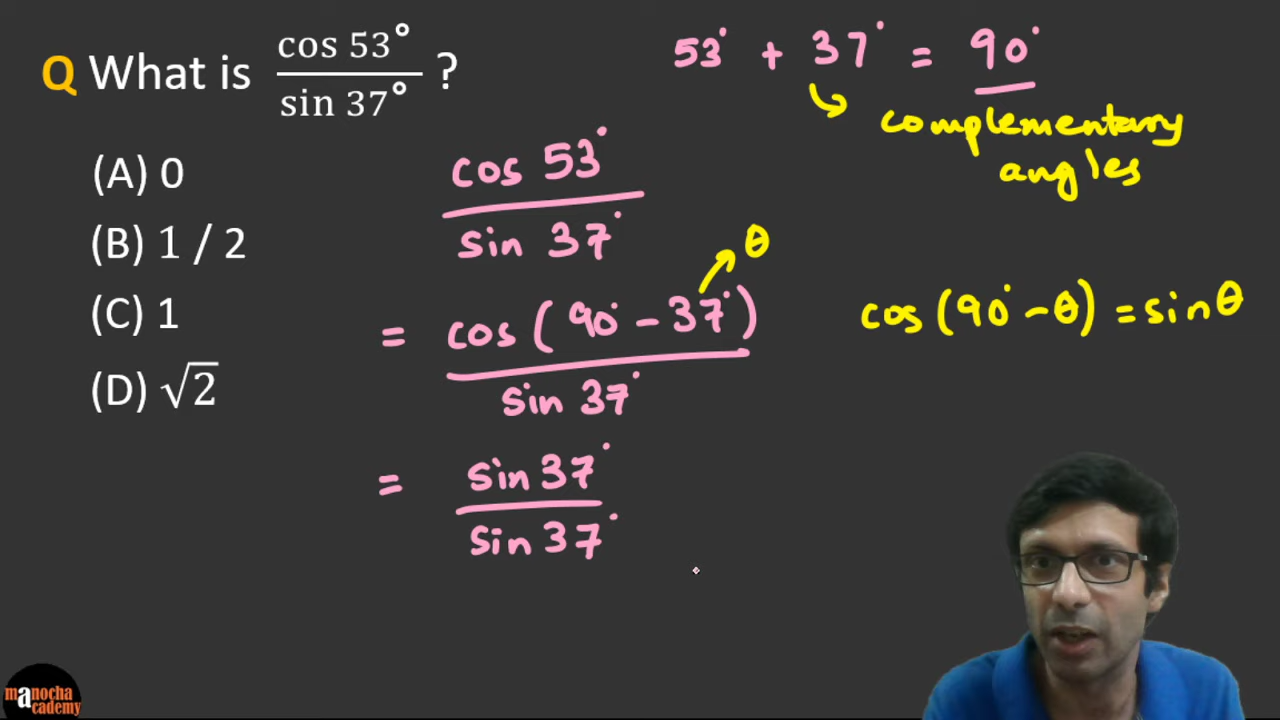 Q What is cos 53° / sin 37° ?
(A) 0
(B) 1 / 2
(C) 1
(D) √2
53° + 37° = 90°
complementary
angles
cos 53°
sin 37°
θ
= cos (90° − 37°)
sin 37°
cos (90° − θ) = sin θ
= sin 37°
sin 37°
manocha
academy